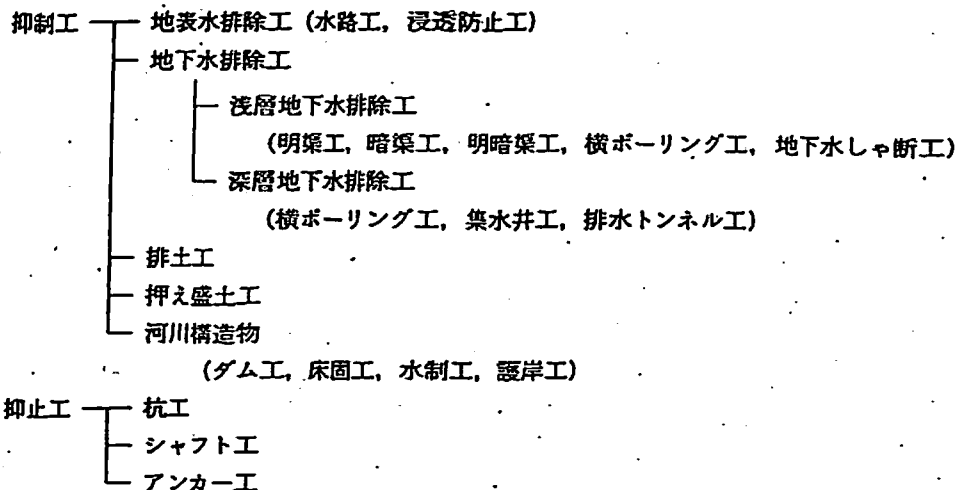 抑制工 地表水排除工 (水路工, 浸透防止工)
地下水排除工
浅層地下水排除工
(明渠工, 暗渠工, 明暗渠工, 横ボーリング工, 地下水しゃ断工)
深層地下水排除工
(横ボーリング工, 集水井工, 排水トンネル工)
排土工
押え盛土工
河川構造物
(ダム工, 床固工, 水制工, 護岸工)
抑止工 杭工
シャフト工
アンカー工